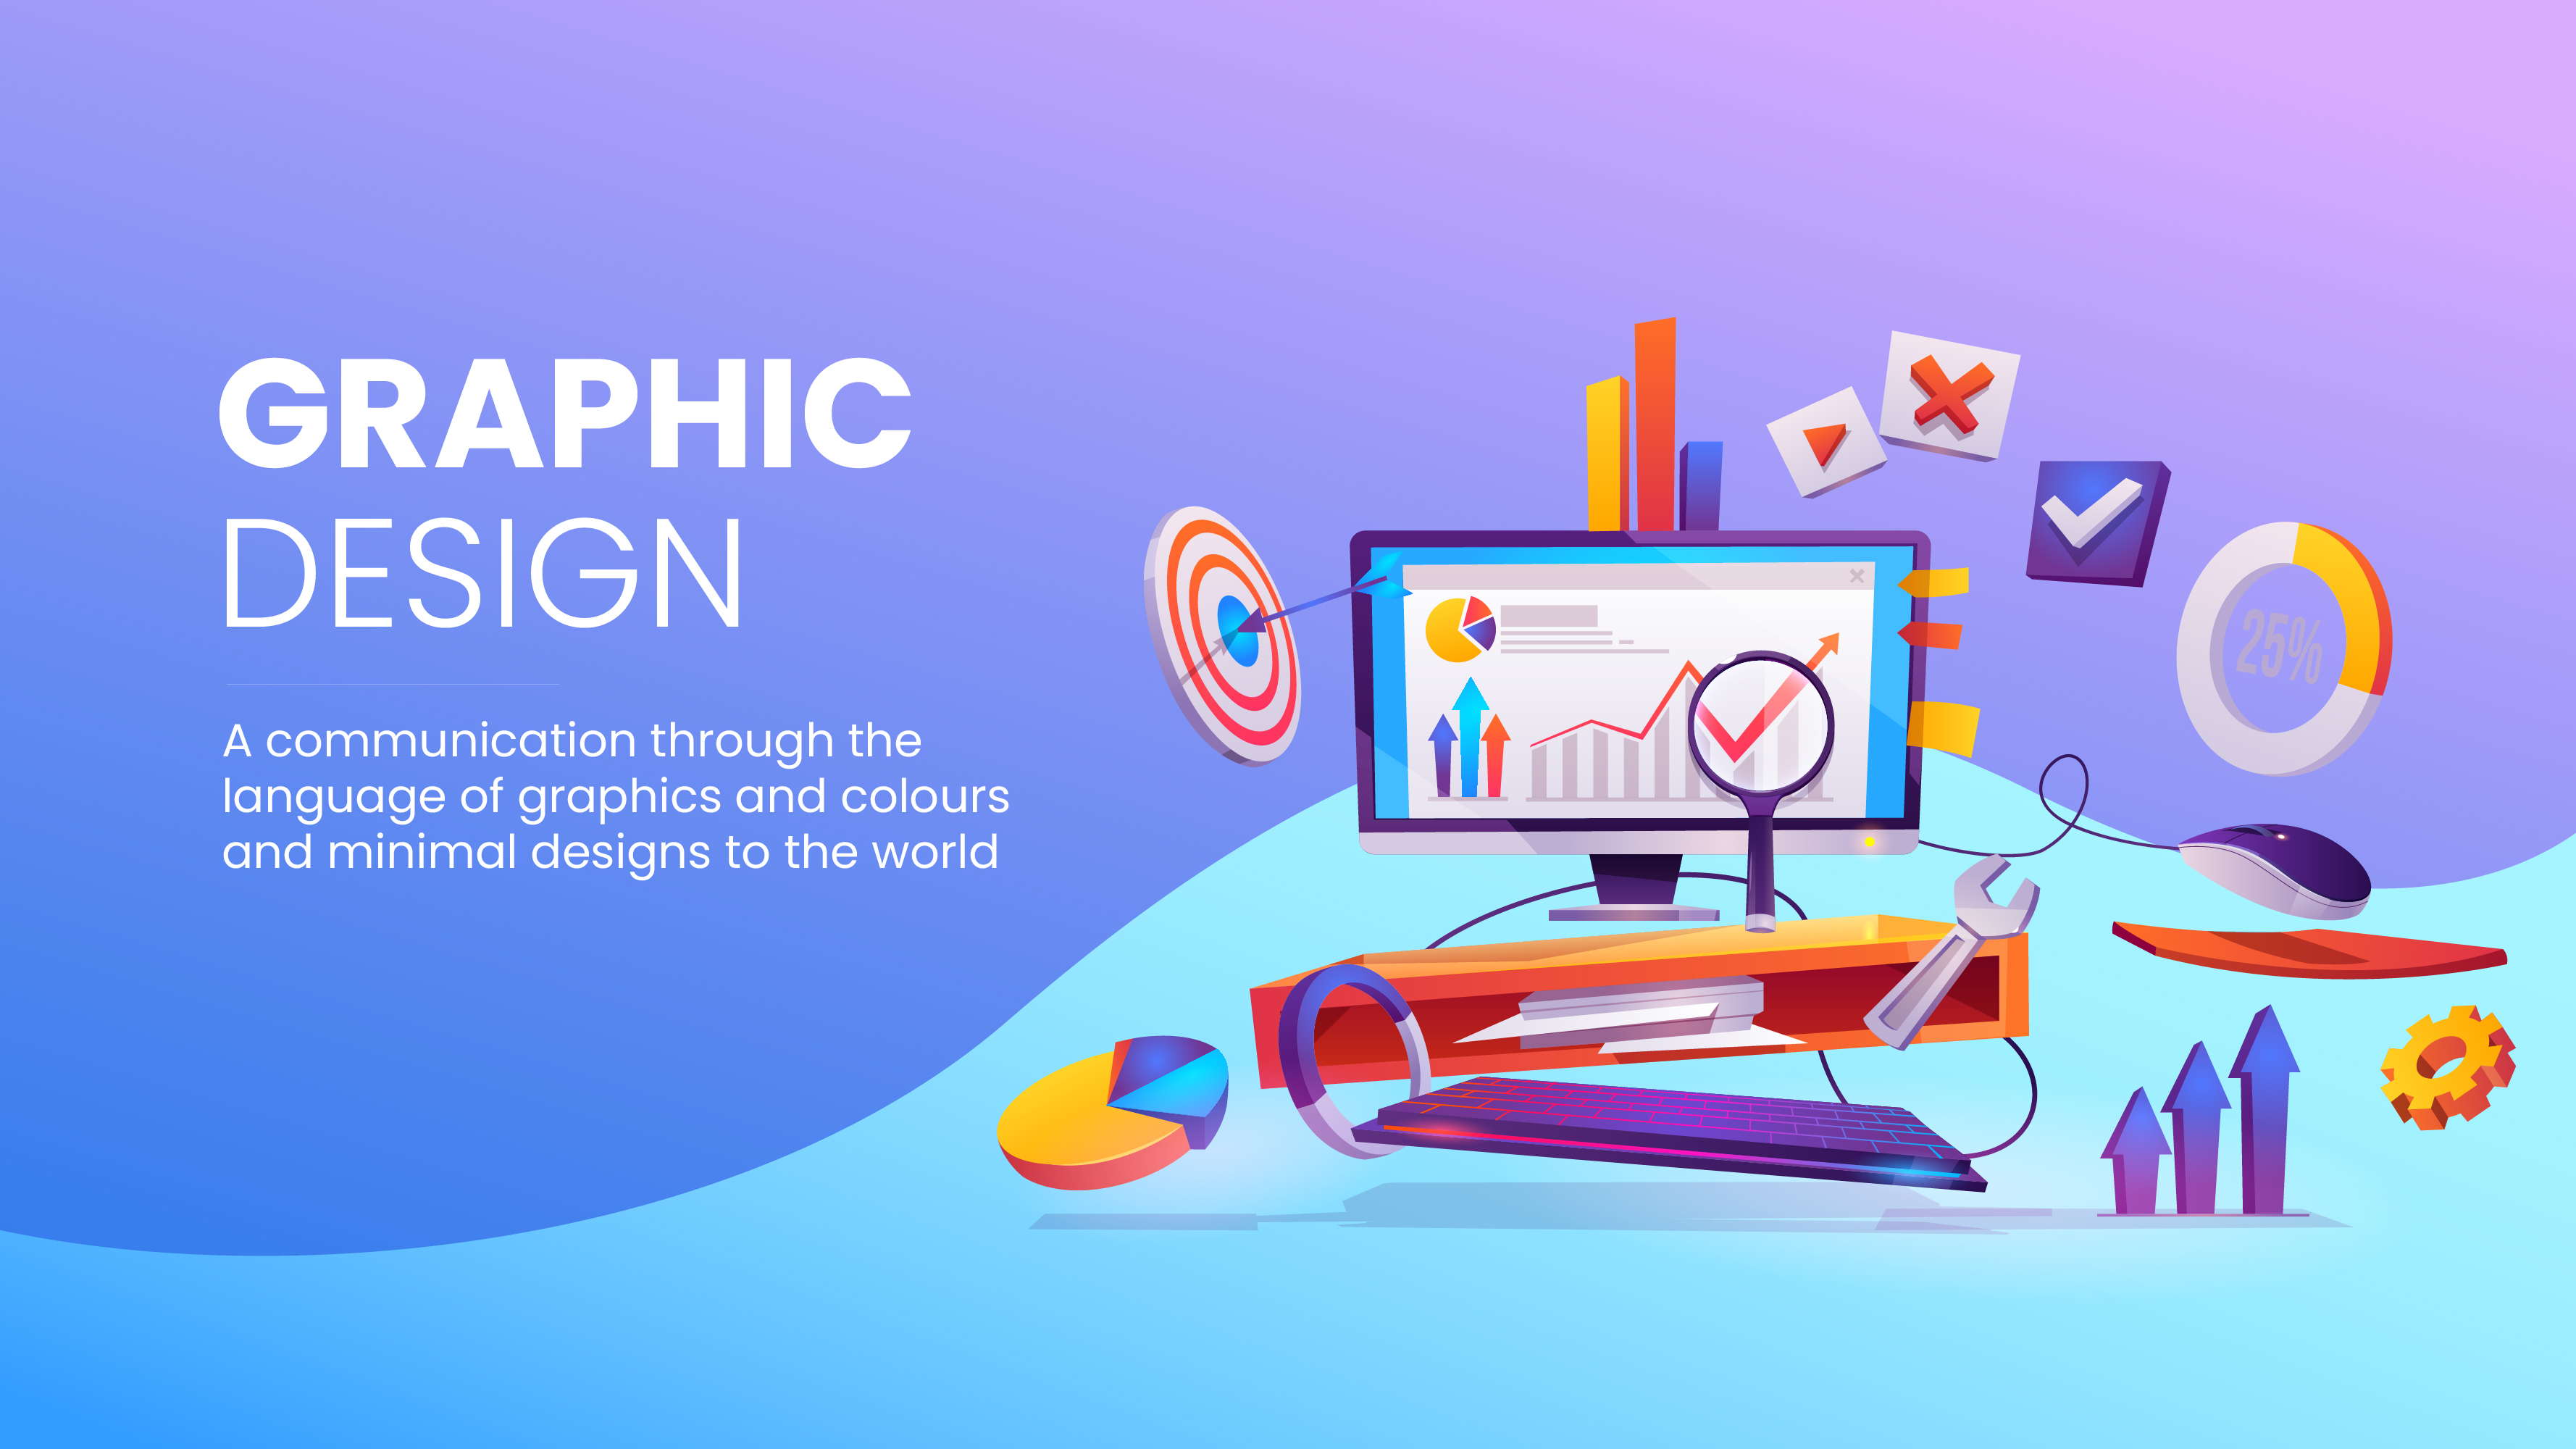 GRAPHIC
DESIGN
A communication through the
language of graphics and colours
and minimal designs to the world
25%